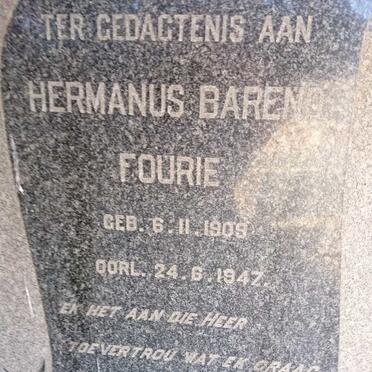 TER GEDAGTENIS AAN
HERMANUS BAREND
FOURIE
GEB. 6.11.1909
OORL. 24.6.1947.
EK HET AAN DIE HEER
TOEVERTROU WAT EK GRAAG